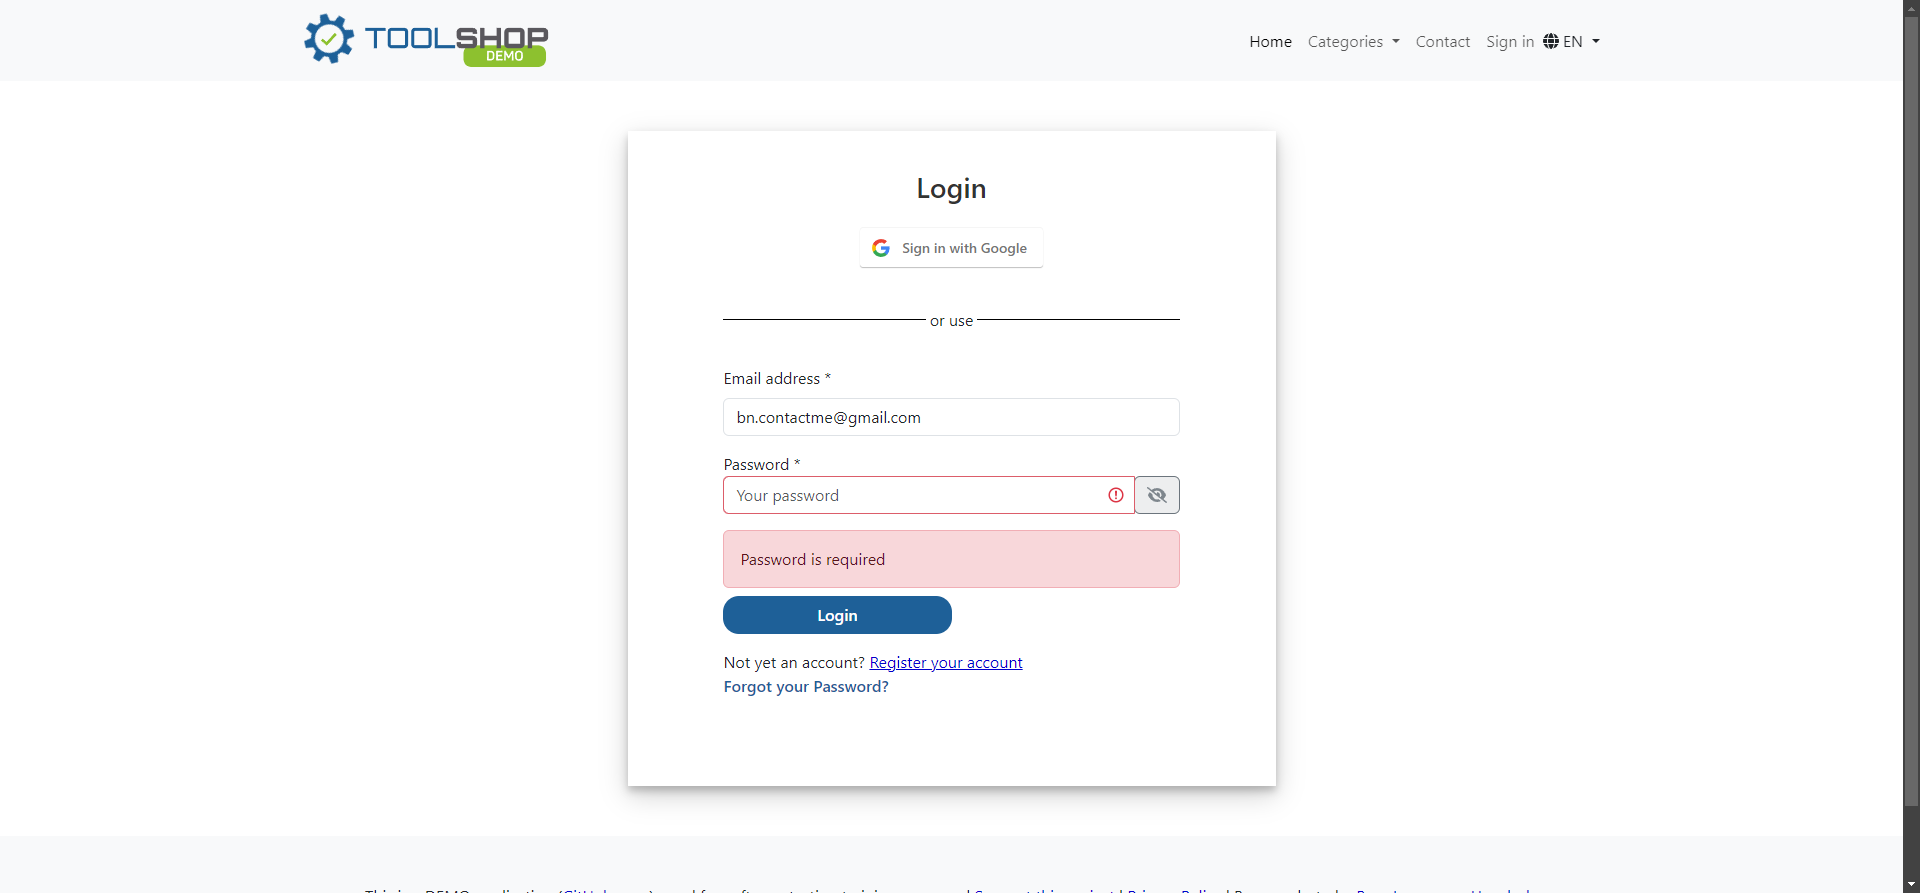 TOOLSHOP
DEMO
Home Categories Contact Sign in EN
Login
Sign in with Google
or use
Email address *
bn.contactme@gmail.com
Password *
Your password
Password is required
Login
Not yet an account? Register your account
Forgot your Password?